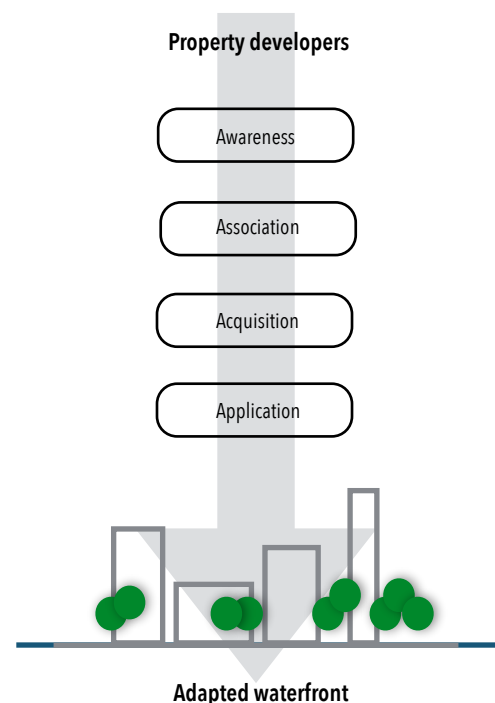 Property developers
Awareness
Association
Acquisition
Application
Adapted waterfront